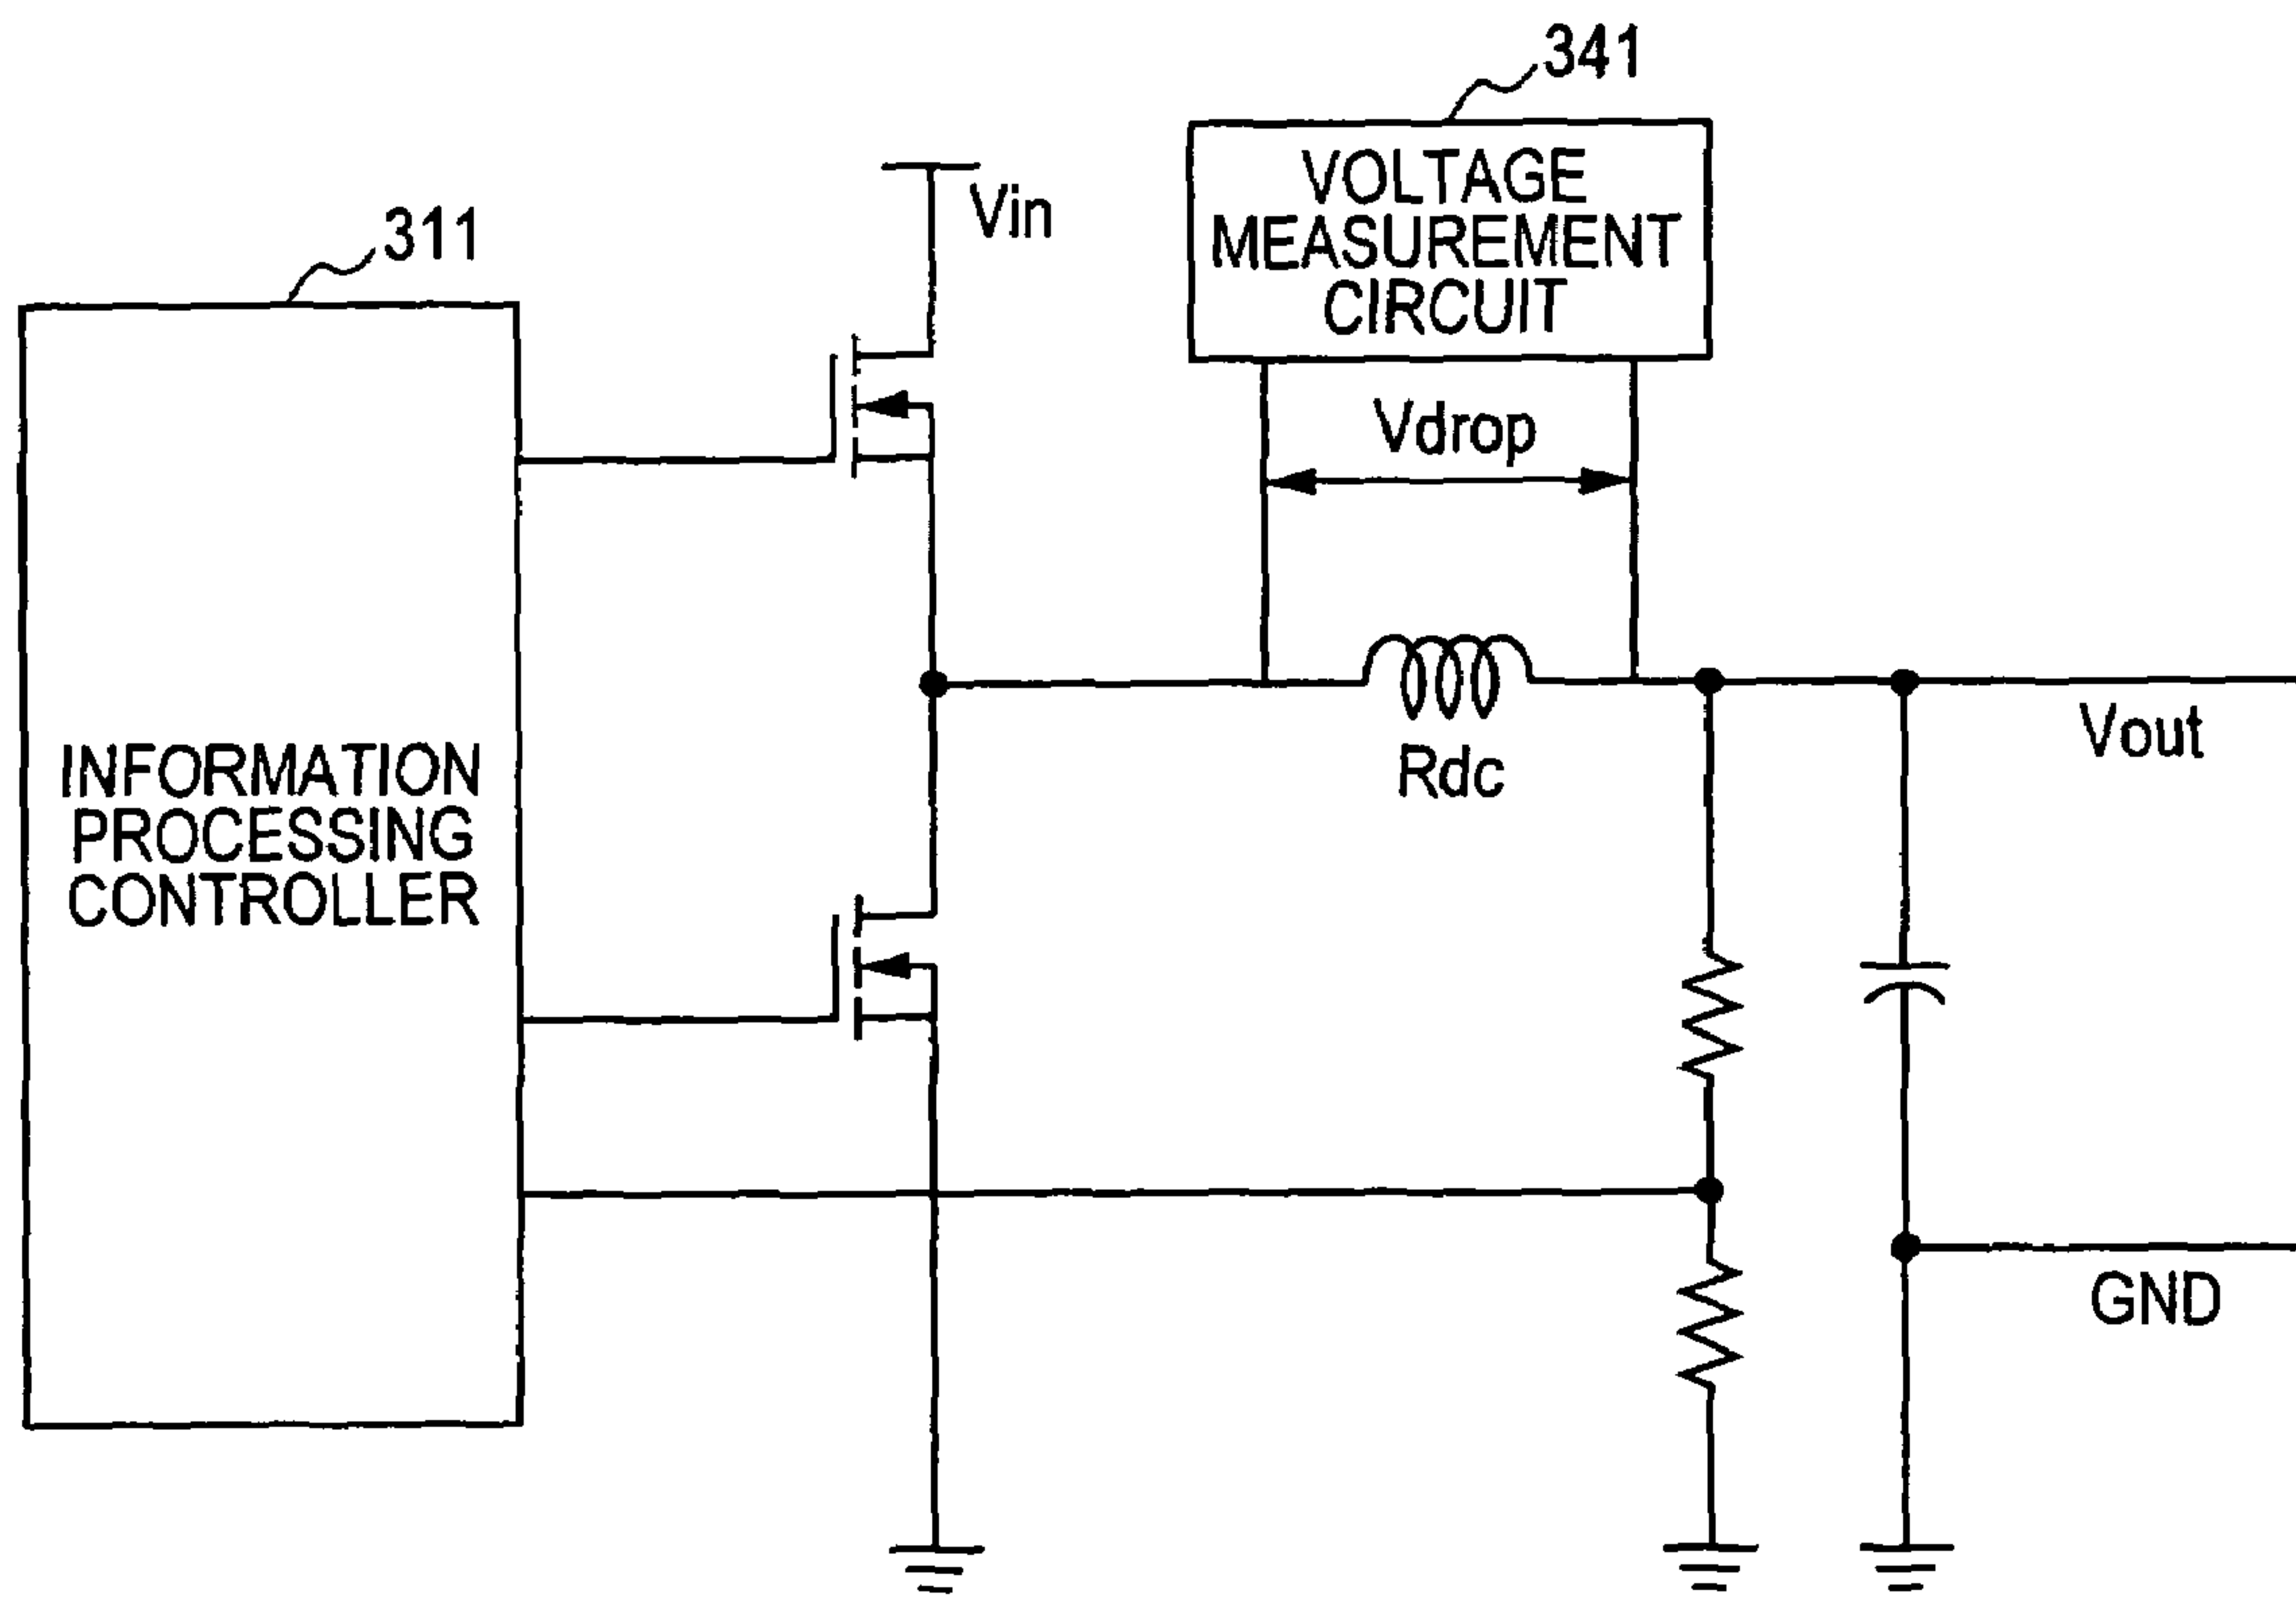 341
VOLTAGE
MEASUREMENT
CIRCUIT
Vin
311
Vdrop
INFORMATION
PROCESSING
CONTROLLER
Rdc
Vout
GND